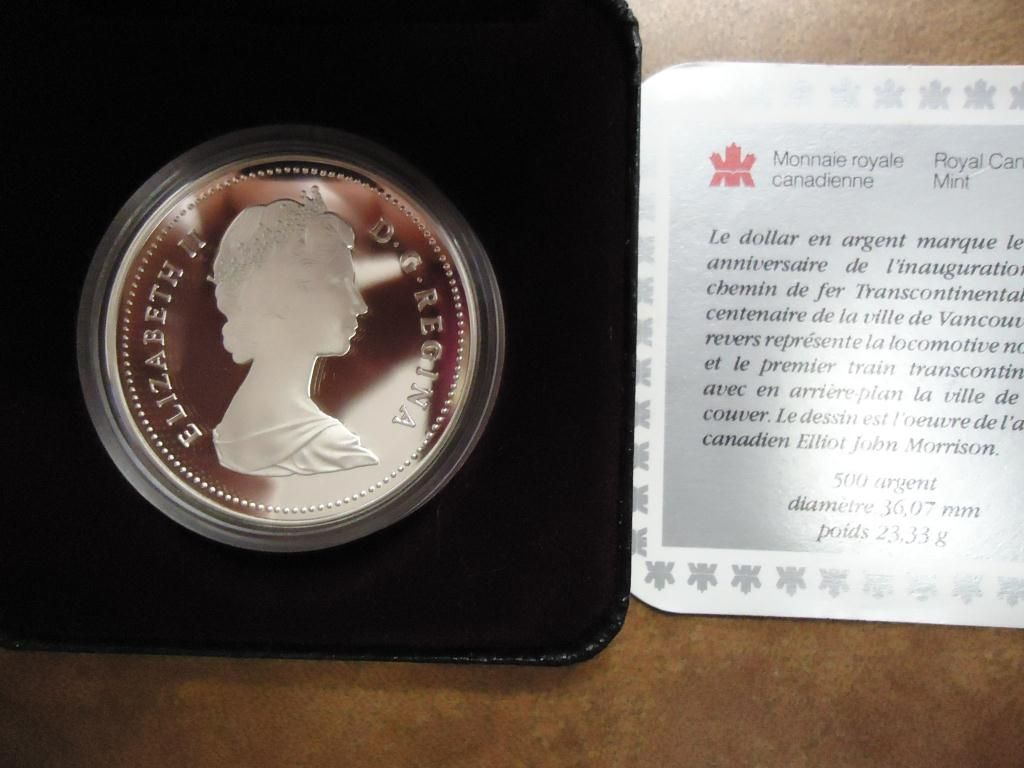 ELIZABETH II
D.G.REGINA
Monnaie royale
canadienne
Royal Can
Mint
Le dollar en argent marque le
anniversaire de l'inauguration
chemin de fer Transcontinental
centenaire de la ville de Vancouv
revers représente la locomotive no
et le premier train transcontin
avec en arrière-plan la ville de
couver. Le dessin est l'oeuvre de l'a
canadien Elliot John Morrison.
500 argent
diamètre 36,07 mm
poids 23,33 g